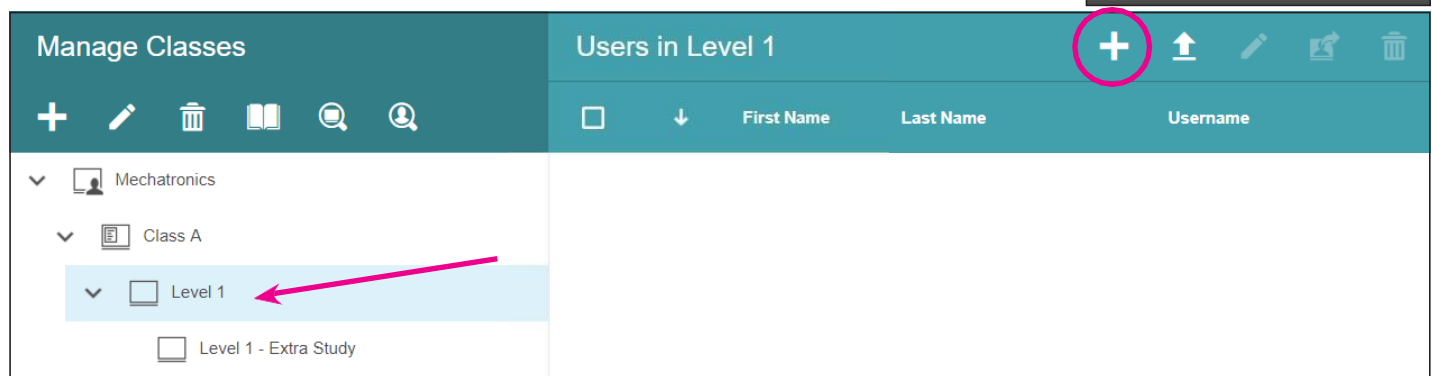 Manage Classes
Users in Level 1
First Name
Last Name
Username
Mechatronics
Class A
Level 1
Level 1 - Extra Study